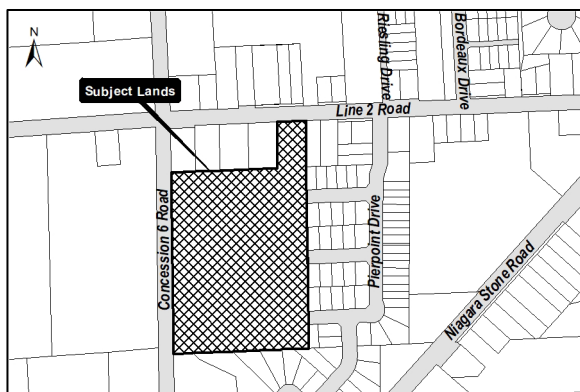 N
Subject Lands
Riesling Drive
Bordeaux Drive
Line 2 Road
Concession 6 Road
Pierpoint Drive
Niagara Stone Road